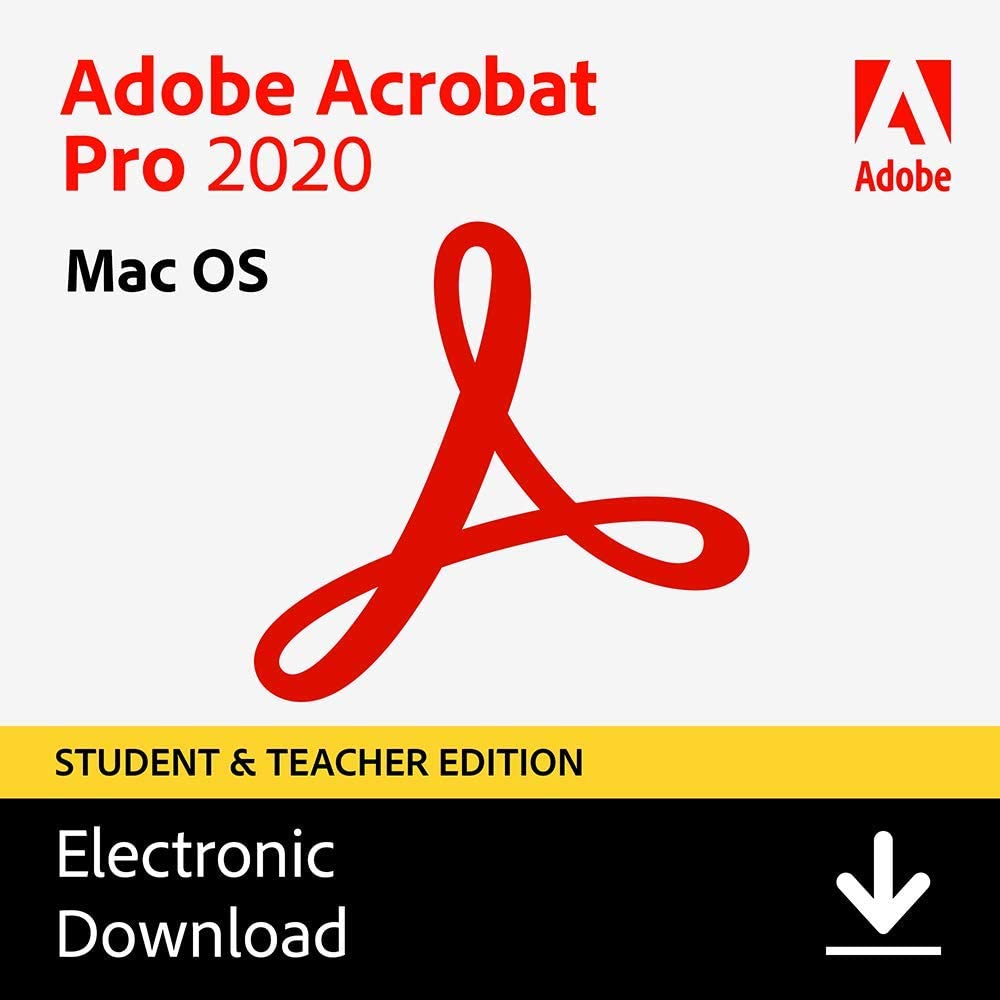 Adobe Acrobat
Pro 2020
Adobe
Mac OS
STUDENT & TEACHER EDITION
Electronic
Download